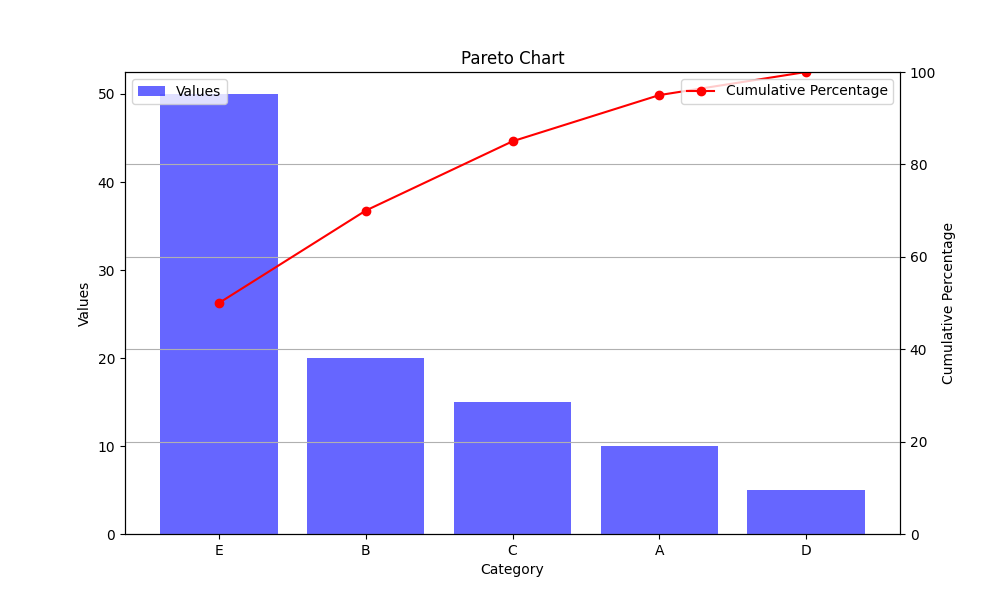 Pareto Chart
Values
Cumulative Percentage
50
40
30
20
10
0
Values
100
80
60
40
20
0
Cumulative Percentage
E B C A D
Category